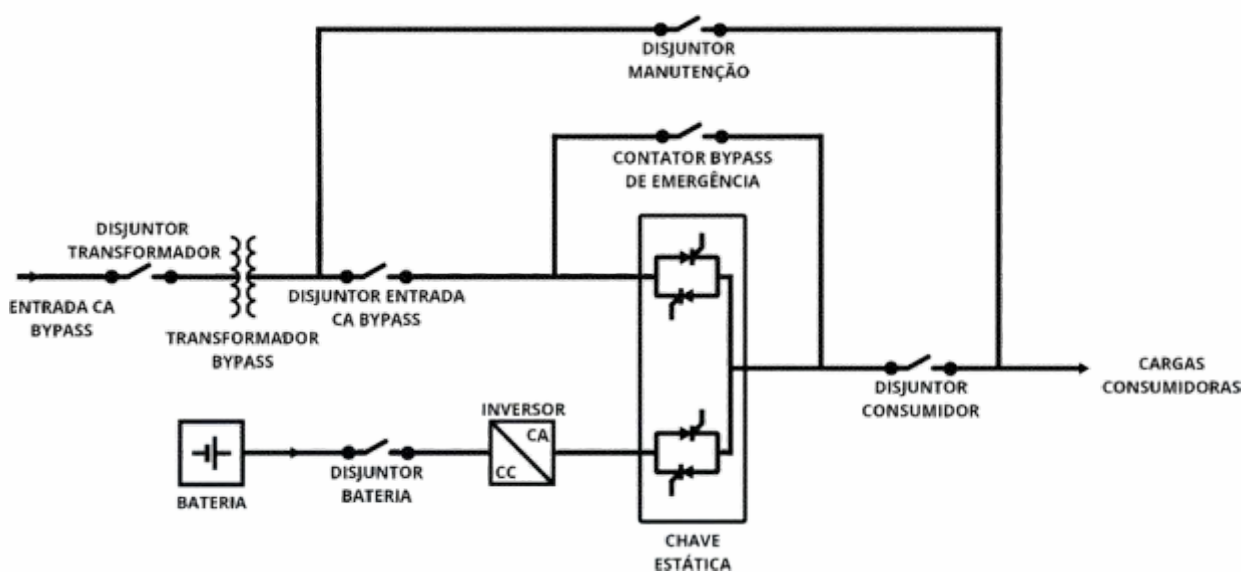 DISJUNTOR
MANUTENÇÃO
CONTATOR BYPASS
DE EMERGÊNCIA
DISJUNTOR
TRANSFORMADOR
ENTRADA CA
BYPASS
TRANSFORMADOR
BYPASS
DISJUNTOR ENTRADA
CA BYPASS
CARGAS
CONSUMIDORAS
DISJUNTOR
CONSUMIDOR
INVERSOR
CA
CC
BATERIA
DISJUNTOR
BATERIA
CHAVE
ESTÁTICA